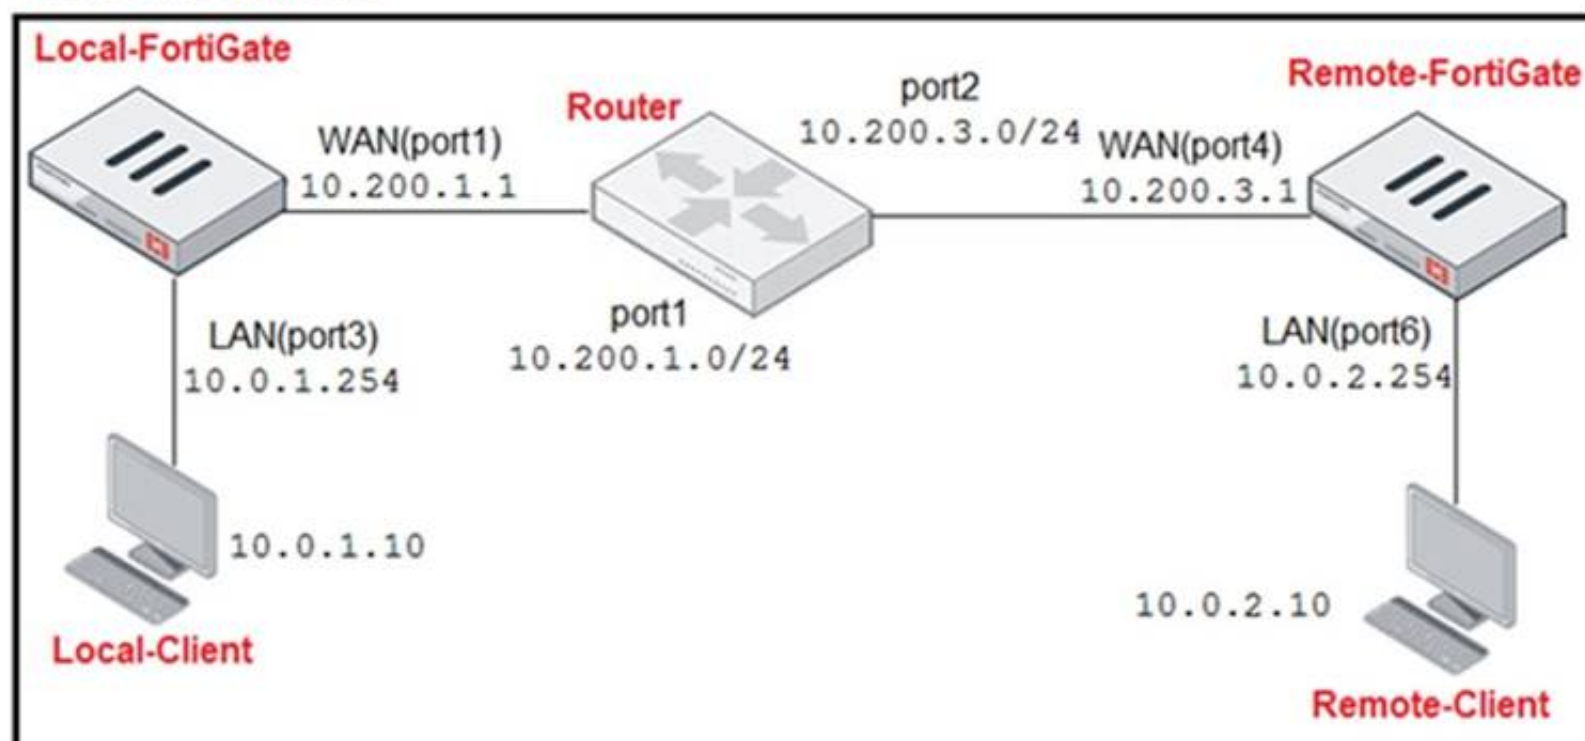 Local-FortiGate
WAN(port1)
10.200.1.1
Router
port2
10.200.3.0/24
Remote-FortiGate
WAN(port4)
10.200.3.1
LAN(port3)
10.0.1.254
port1
10.200.1.0/24
LAN(port6)
10.0.2.254
10.0.1.10
Local-Client
10.0.2.10
Remote-Client